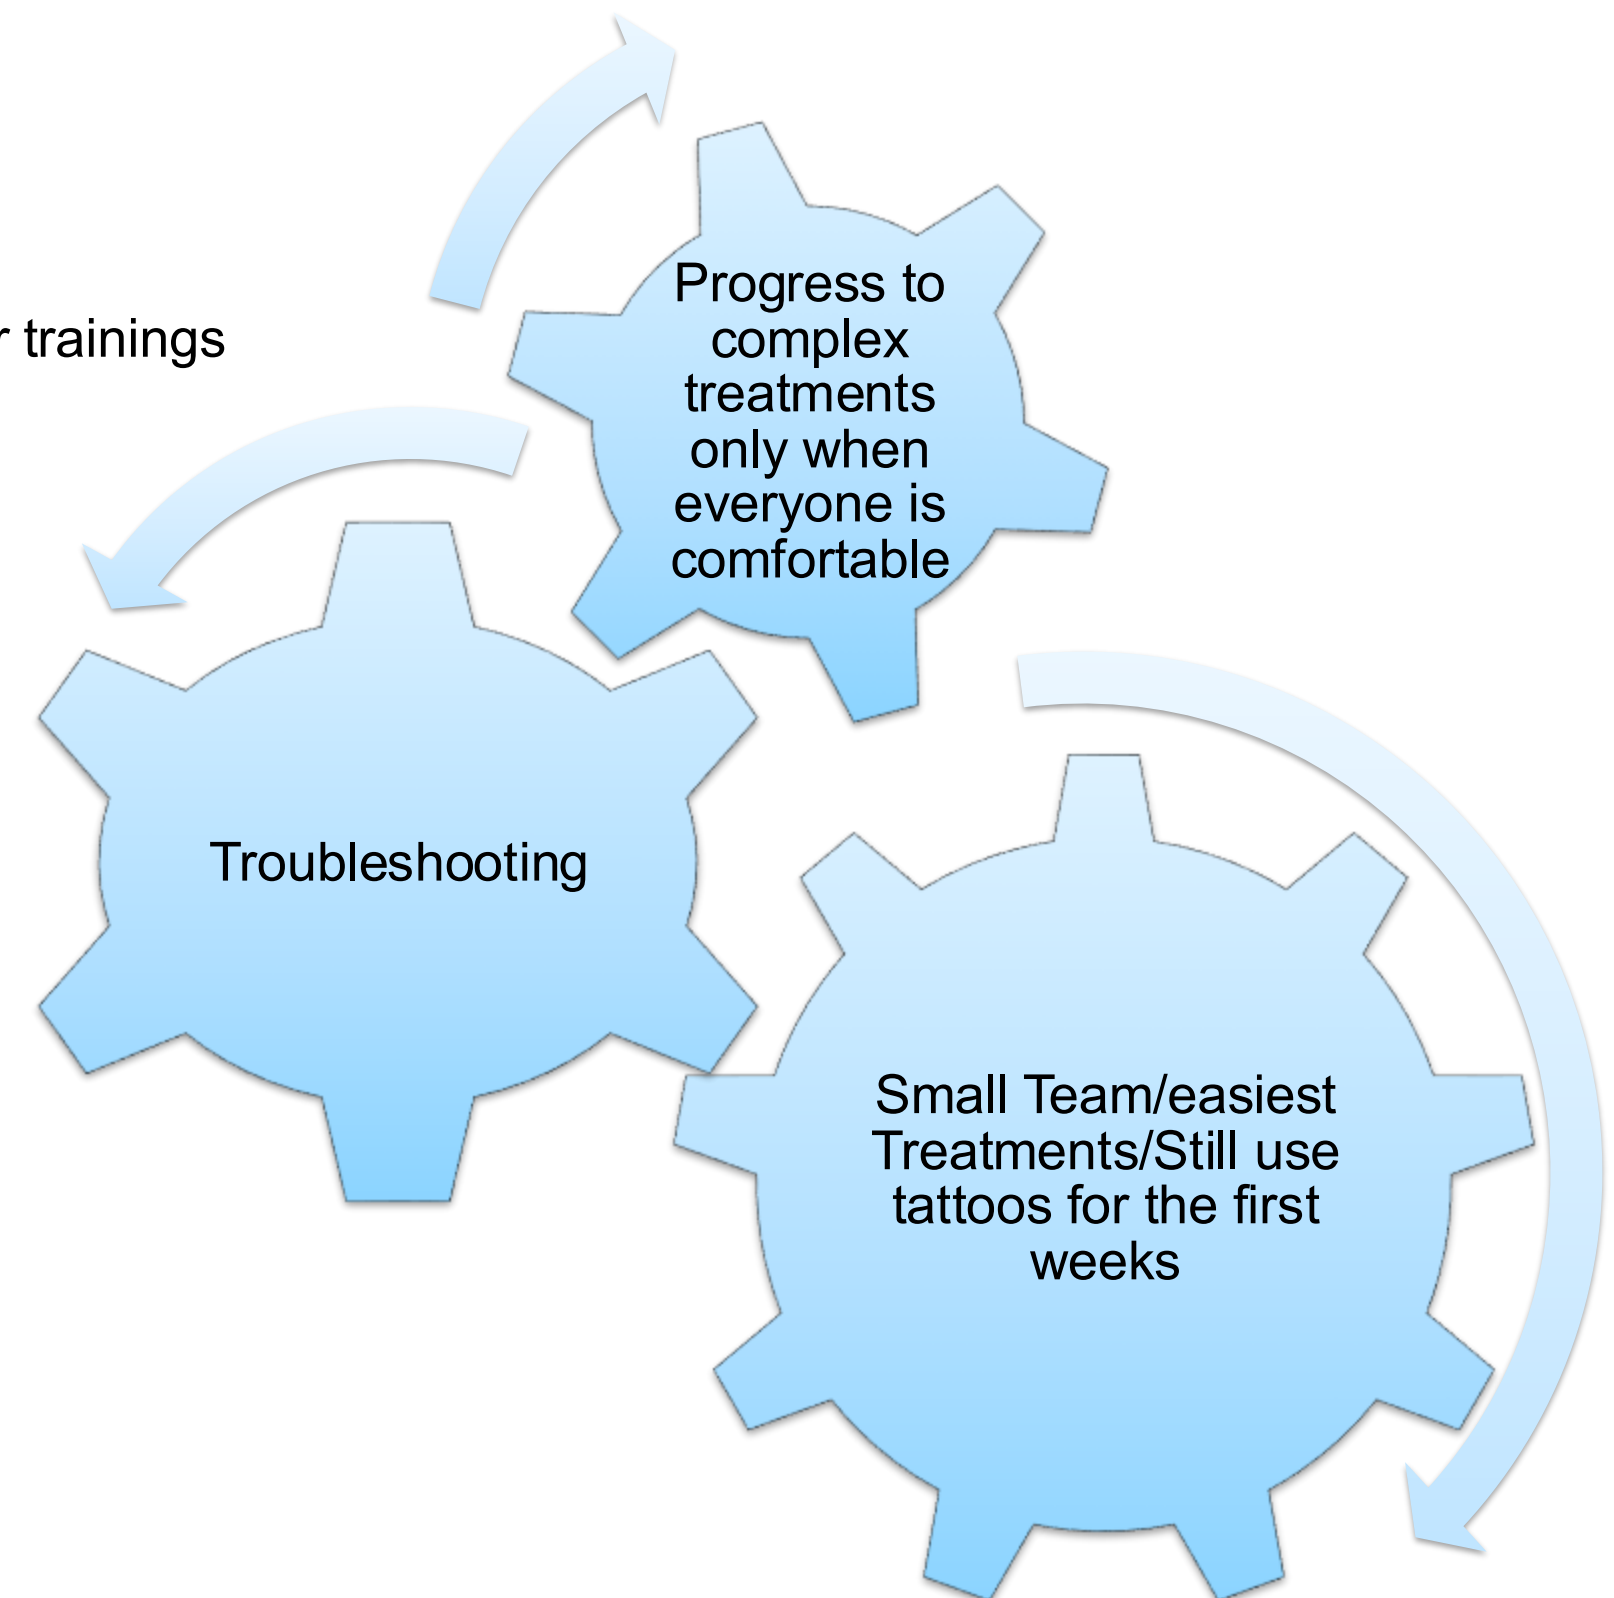 Progress to
complex
treatments
only when
everyone is
comfortable
trainings
Troubleshooting
Small Team/easiest
Treatments/Still use
tattoos for the first
weeks